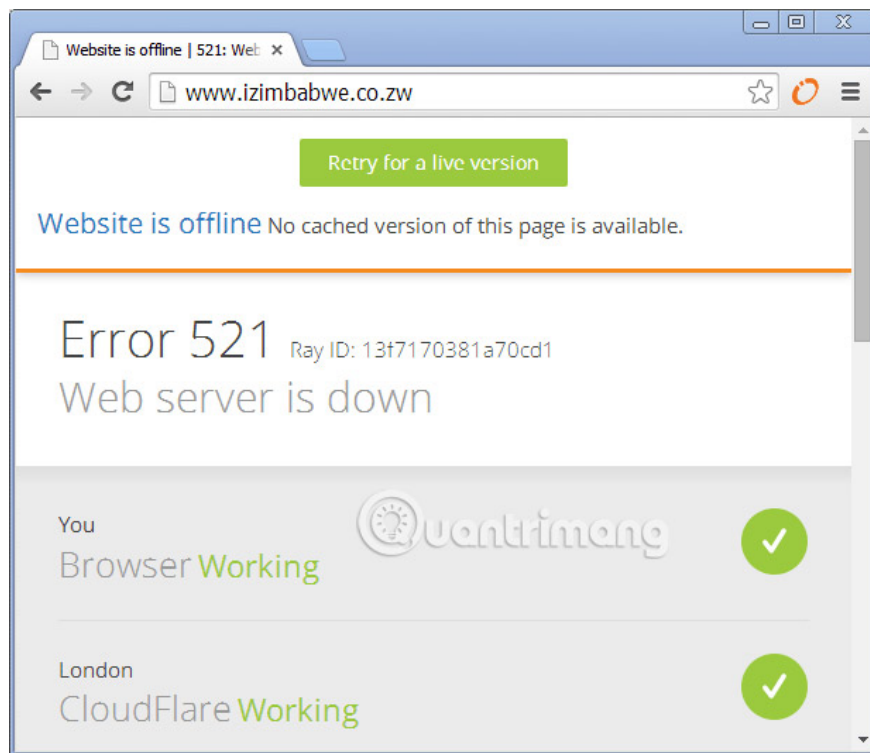 Website is offline | 521: Web
www.izimbabwe.co.zw
Retry for a live version
Website is offline No cached version of this page is available.
Error 521 Ray ID: 13f7170381a70cd1
Web server is down
Quantrimang
You
Browser Working
London
CloudFlare Working